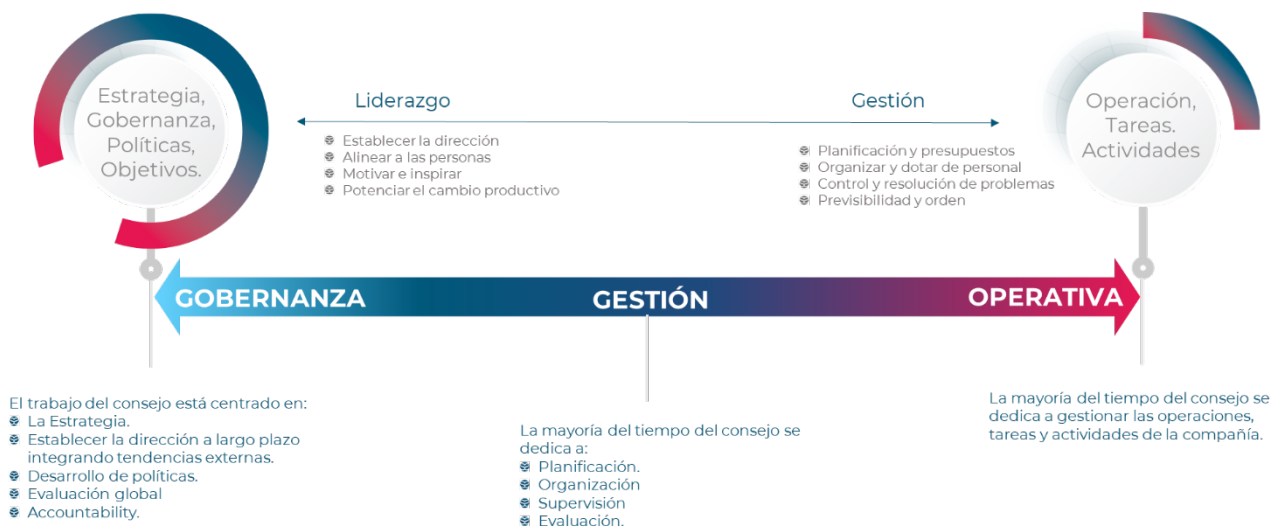 Estrategia,
Gobernanza,
Políticas,
Objetivos.
Liderazgo
Establecer la dirección
Alinear a las personas
Motivar e inspirar
Potenciar el cambio productivo
Gestión
Planificación y presupuestos
Organizar y dotar de personal
Control y resolución de problemas
Previsibilidad y orden
Operación,
Tareas.
Actividades
GOBERNANZA
GESTIÓN
OPERATIVA
El trabajo del consejo está centrado en:
La Estrategia.
Establecer la dirección a largo plazo
integrando tendencias externas.
Desarrollo de políticas.
Evaluación global
Accountability.
La mayoría del tiempo del consejo se
dedica a:
Planificación.
Organización
Supervisión
Evaluación.
La mayoría del tiempo del consejo se
dedica a gestionar las operaciones,
tareas y actividades de la compañía.